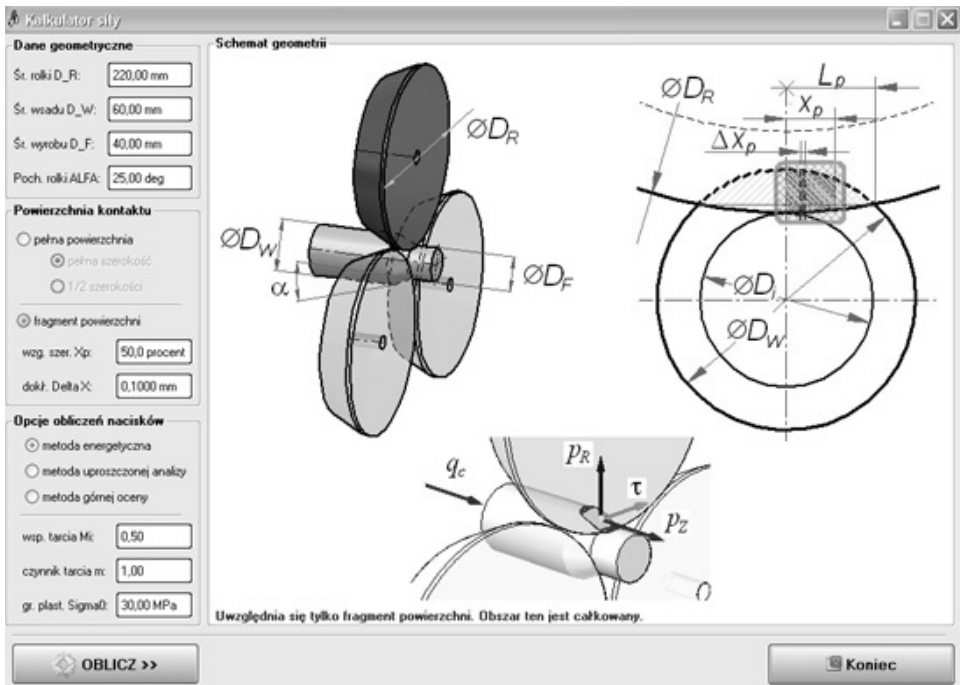 Kalkulator siły
Dane geometryczne
Śr. rolki D_R: 220,00 mm
Śr. wsadu D_W: 60,00 mm
Śr. wyrobu D_F: 40,00 mm
Poch. rolki ALFA: 25,00 deg
Powierzchnia kontaktu
pełna powierzchnia
pełna szerokość
1/2 szerokości
fragment powierzchni
wzg. szer. Xp: 50,0 procent
dokł. Delta X: 0,1000 mm
Opcje obliczeń nacisków
metoda energetyczna
metoda uproszczonej analizy
metoda górnej oceny
wsp. tarcia Mi: 0,50
czynnik tarcia m: 1,00
gr. plast. Sigma0: 30,00 MPa
Schemat geometrii
ØD_R
ØD_W
α
ØD_F
ØD_R
L_p
X_p
ΔX_p
ØD_i
ØD_W
q_c
p_R
τ
p_Z
Uwzględnia się tylko fragment powierzchni. Obszar ten jest całkowany.
OBLICZ >>
Koniec